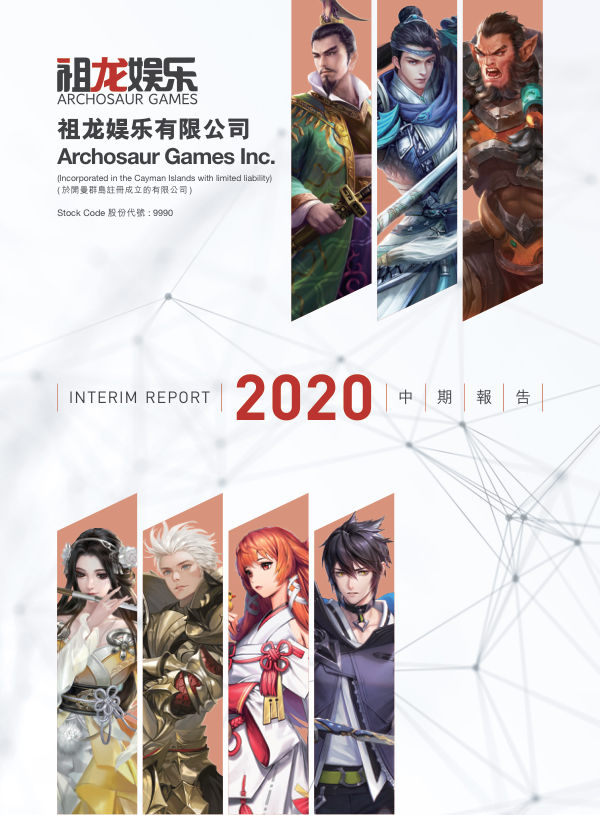 祖龙娱乐
ARCHOSAUR GAMES
祖龙娱乐有限公司
Archosaur Games Inc.
(Incorporated in the Cayman Islands with limited liability)
(於開曼群島註冊成立的有限公司)
Stock Code 股份代號 : 9990
INTERIM REPORT 2020 中期報告